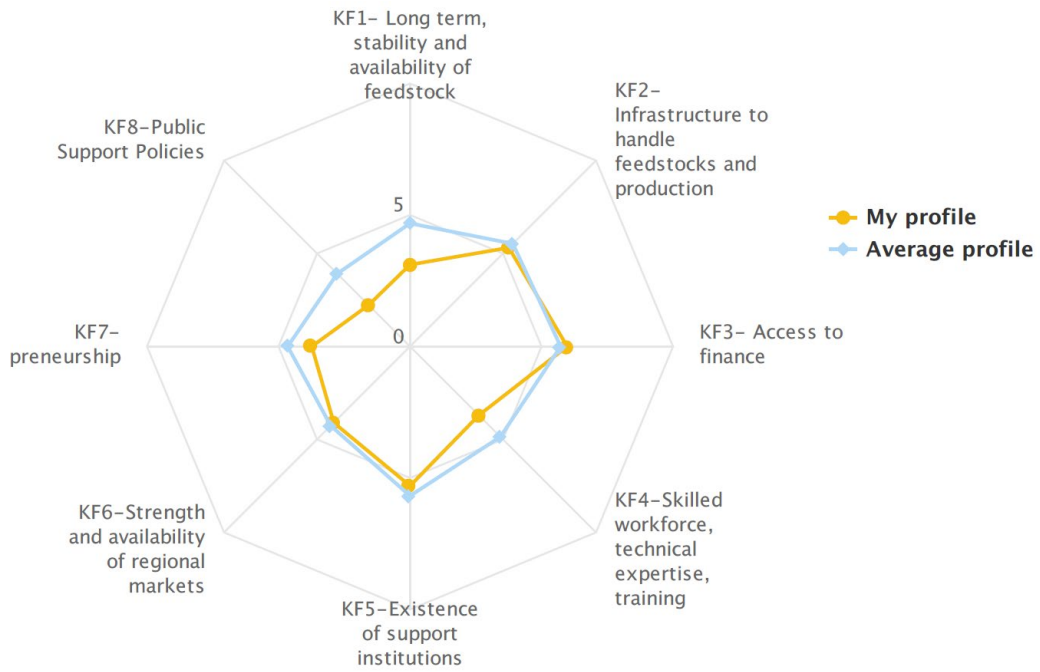 KF1– Long term,
stability and
availability of
feedstock
KF2–
Infrastructure to
handle
feedstocks and
production
KF3– Access to
finance
KF4–Skilled
workforce,
technical
expertise,
training
KF5–Existence
of support
institutions
KF6–Strength
and availability
of regional
markets
KF7–
preneurship
KF8–Public
Support Policies
5
0
My profile
Average profile